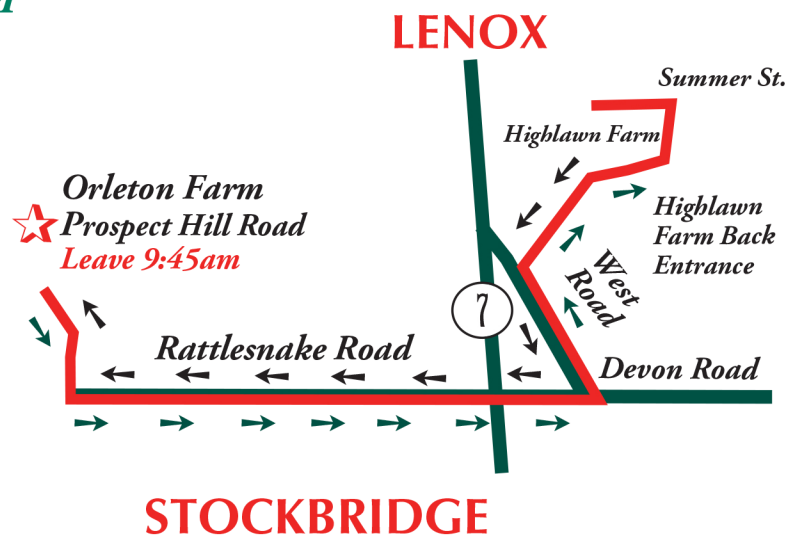 LENOX
Summer St.
Highlawn Farm
Orleton Farm
Prospect Hill Road
Leave 9:45am
Highlawn
Farm Back
Entrance
West
Road
7
Rattlesnake Road
Devon Road
STOCKBRIDGE